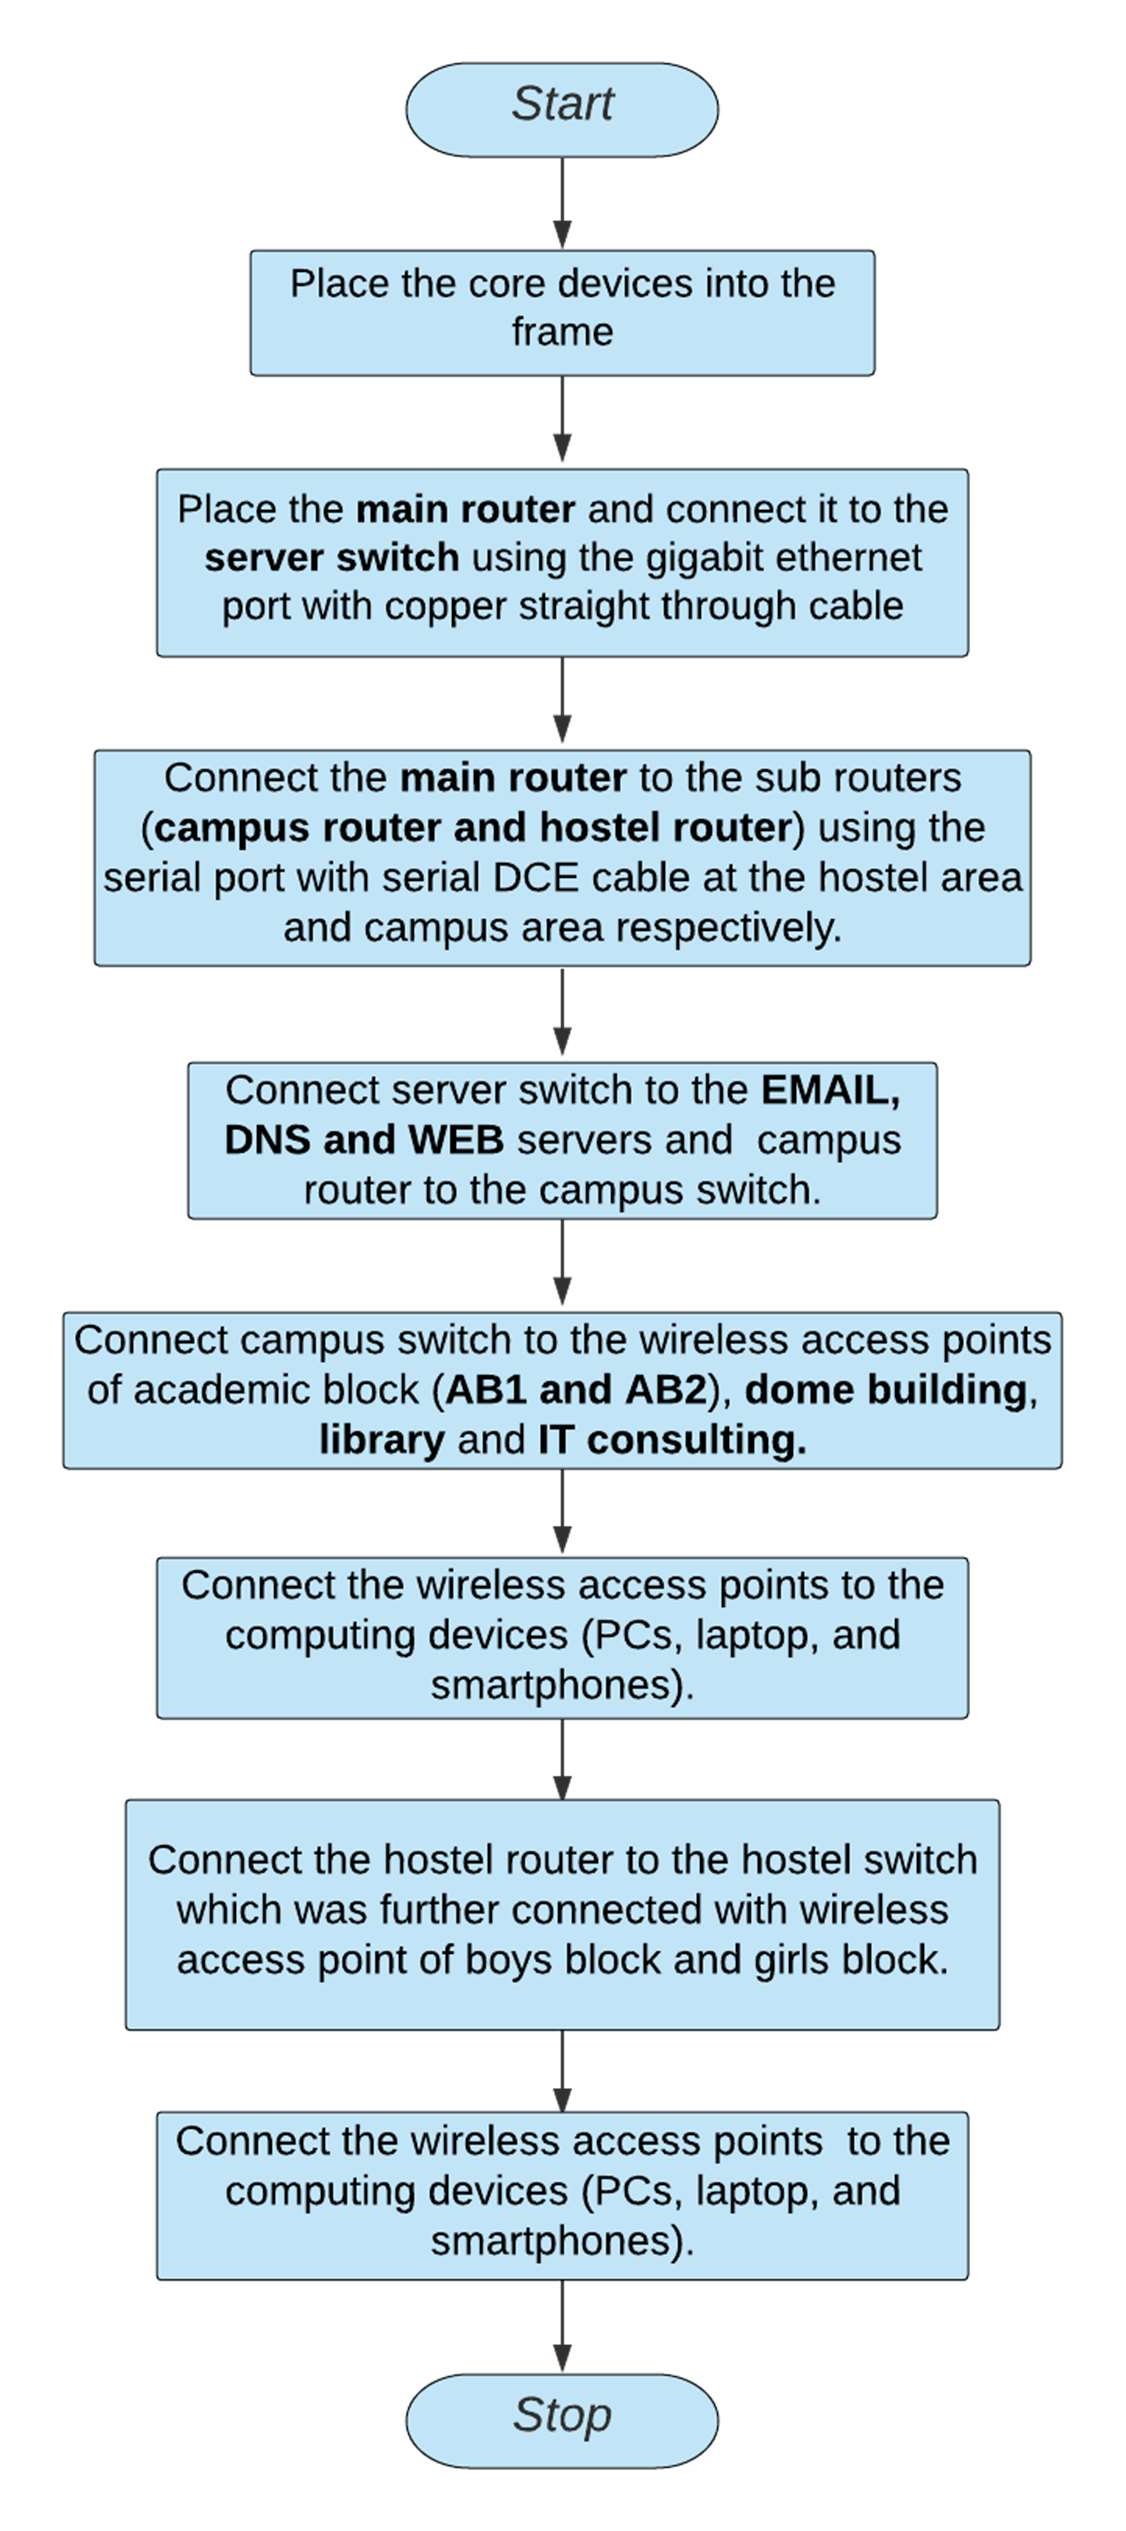 Start
Place the core devices into the
frame
Place the main router and connect it to the
server switch using the gigabit ethernet
port with copper straight through cable
Connect the main router to the sub routers
(campus router and hostel router) using the
serial port with serial DCE cable at the hostel area
and campus area respectively.
Connect server switch to the EMAIL,
DNS and WEB servers and  campus
router to the campus switch.
Connect campus switch to the wireless access points
of academic block (AB1 and AB2), dome building,
library and IT consulting.
Connect the wireless access points to the
computing devices (PCs, laptop, and
smartphones).
Connect the hostel router to the hostel switch
which was further connected with wireless
access point of boys block and girls block.
Connect the wireless access points  to the
computing devices (PCs, laptop, and
smartphones).
Stop